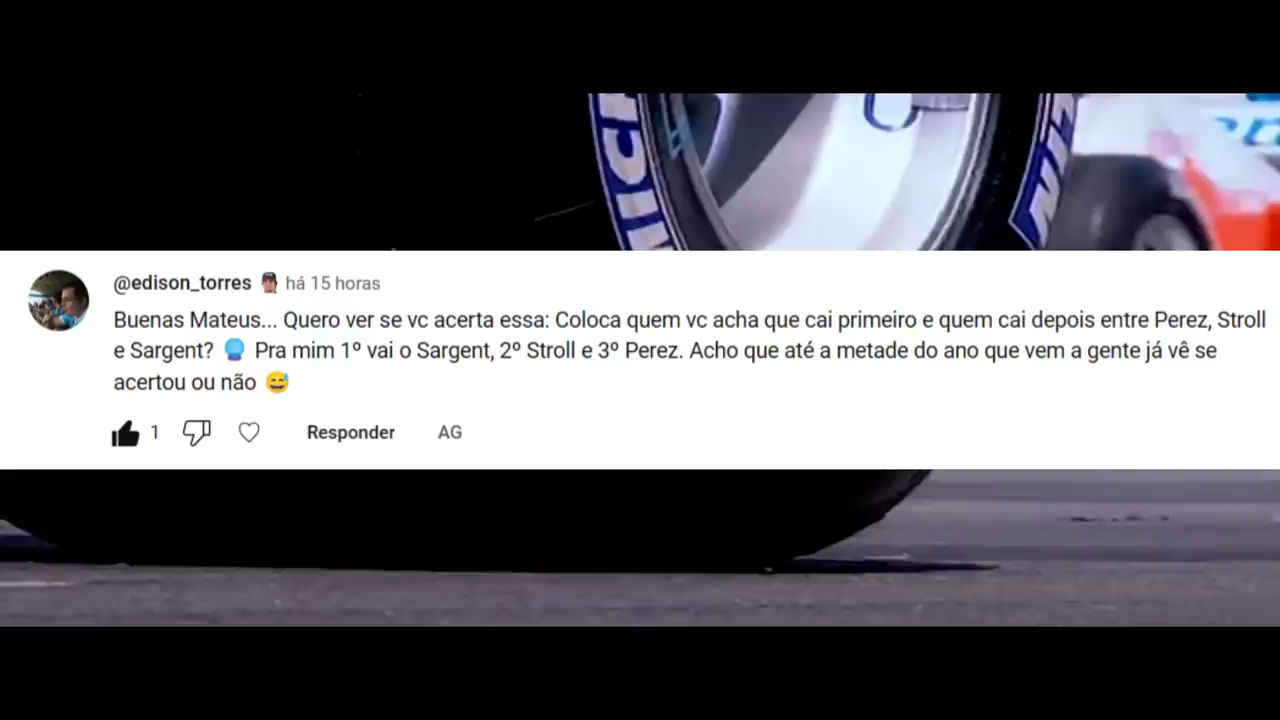 @edison_torres há 15 horas
Buenas Mateus... Quero ver se vc acerta essa: Coloca quem vc acha que cai primeiro e quem cai depois entre Perez, Stroll
e Sargent? 🔮 Pra mim 1º vai o Sargent, 2º Stroll e 3º Perez. Acho que até a metade do ano que vem a gente já vê se
acertou ou não 😅
1 Responder AG